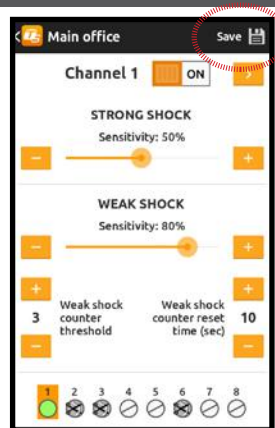 Main office Save
Channel 1 ON
STRONG SHOCK
Sensitivity: 50%
WEAK SHOCK
Sensitivity: 80%
3 Weak shock counter threshold
Weak shock counter reset time (sec) 10
1 2 3 4 5 6 7 8